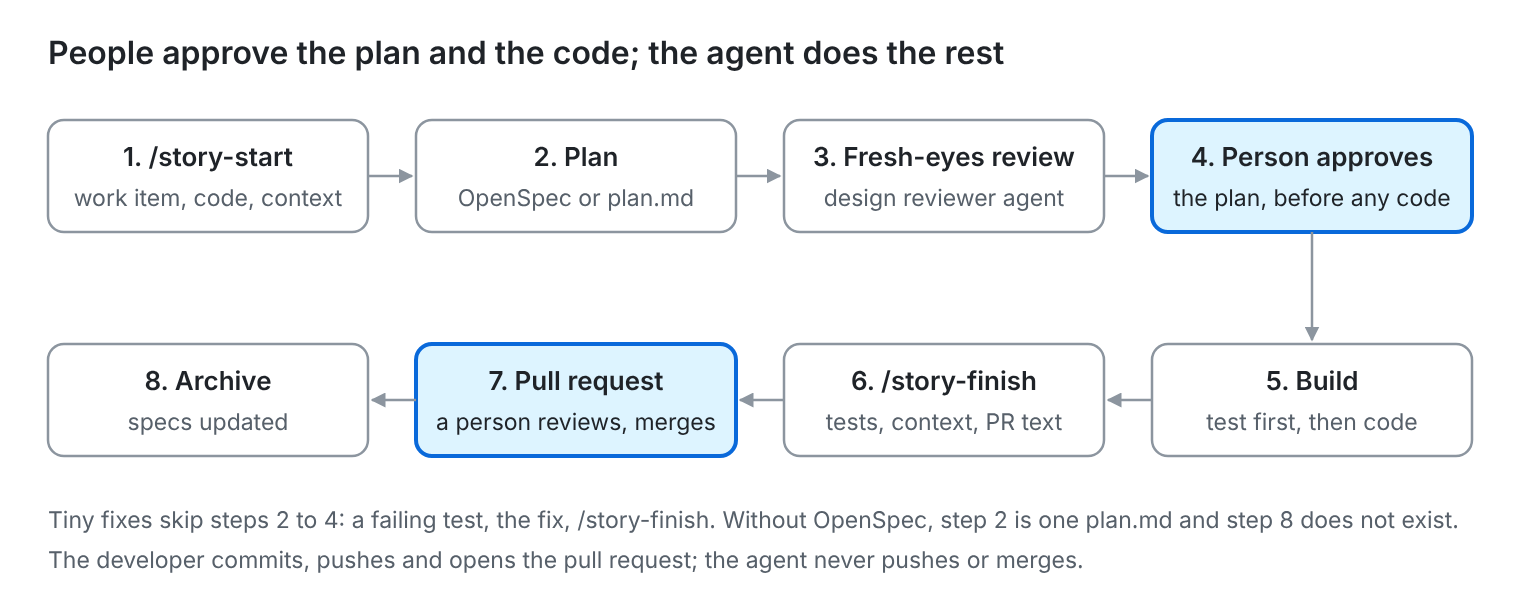 People approve the plan and the code; the agent does the rest
1. /story-start
work item, code, context
2. Plan
OpenSpec or plan.md
3. Fresh-eyes review
design reviewer agent
4. Person approves
the plan, before any code
5. Build
test first, then code
6. /story-finish
tests, context, PR text
7. Pull request
a person reviews, merges
8. Archive
specs updated
Tiny fixes skip steps 2 to 4: a failing test, the fix, /story-finish. Without OpenSpec, step 2 is one plan.md and step 8 does not exist.
The developer commits, pushes and opens the pull request; the agent never pushes or merges.